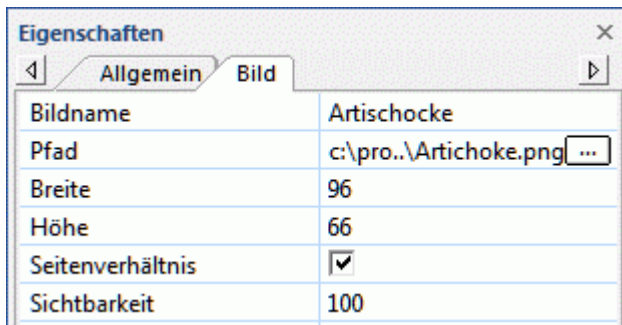 Eigenschaften
Allgemein Bild
Bildname Artischocke
Pfad c:\pro..\Artichoke.png ...
Breite 96
Höhe 66
Seitenverhältnis
Sichtbarkeit 100